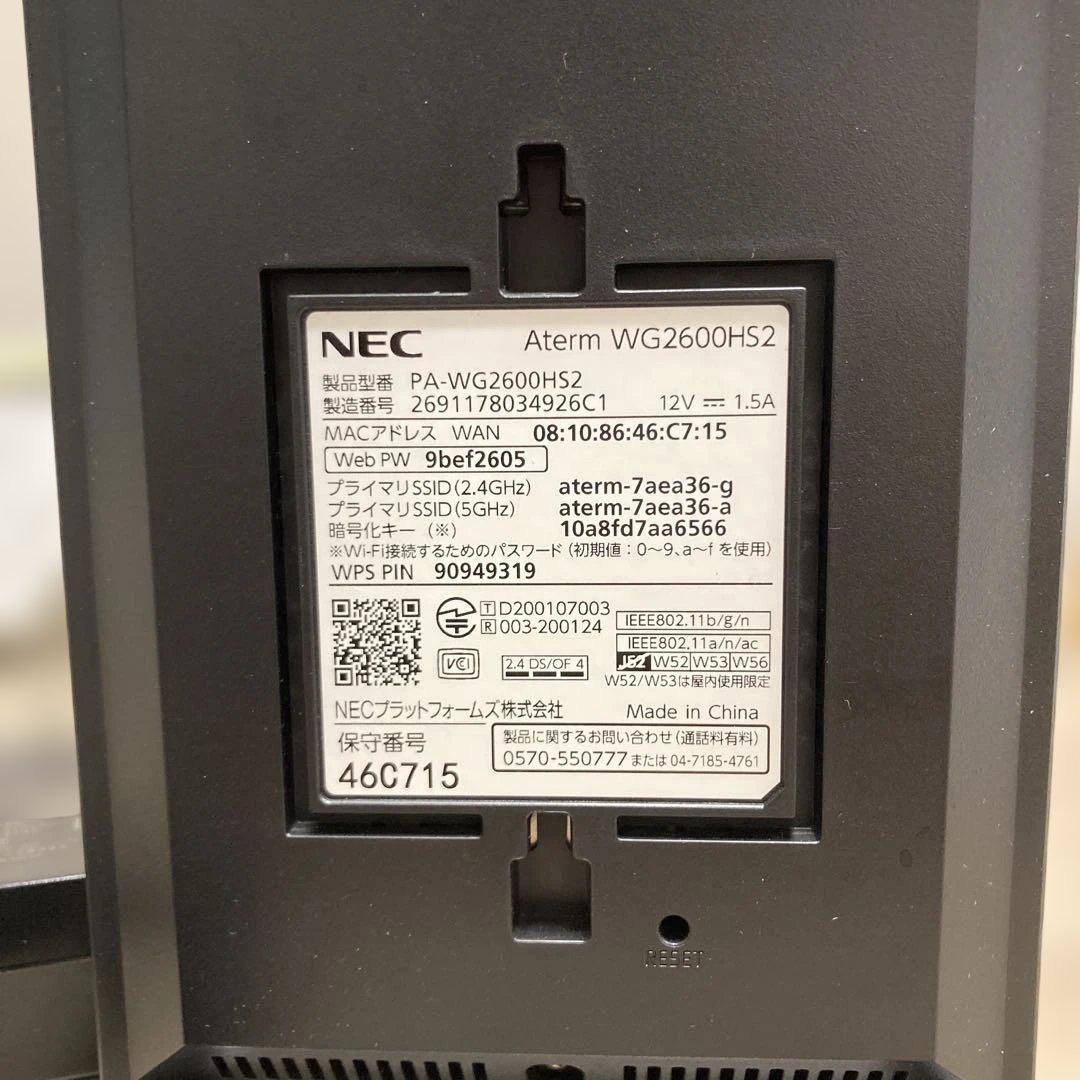 NEC Aterm WG2600HS2
製品型番 PA-WG2600HS2
製造番号 2691178034926C1 12V ⎓ 1.5A
MACアドレス WAN 08:10:86:46:C7:15
Web PW 9bef2605
プライマリSSID(2.4GHz) aterm-7aea36-g
プライマリSSID(5GHz) aterm-7aea36-a
暗号化キー (※) 10a8fd7aa6566
※Wi-Fi接続するためのパスワード(初期値:0〜9、a〜fを使用)
WPS PIN 90949319
T D200107003
R 003-200124
IEEE802.11b/g/n
IEEE802.11a/n/ac
J52 W52 W53 W56
W52/W53は屋内使用限定
VCCI
2.4 DS/OF 4
NECプラットフォームズ株式会社 Made in China
保守番号
46C715
製品に関するお問い合わせ(通話料有料)
0570-550777 または 04-7185-4761
RESET